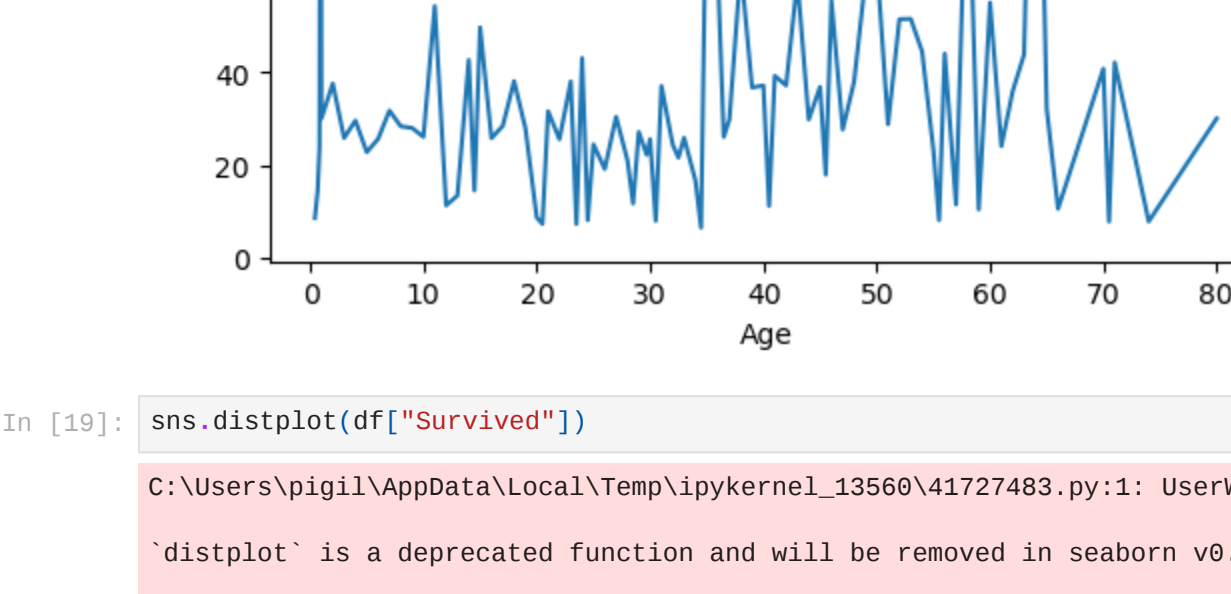 40
20
0
0 10 20 30 40 50 60 70 80
Age
In [19]: sns.distplot(df["Survived"])
C:\Users\pigil\AppData\Local\Temp\ipykernel_13560\41727483.py:1: User
`distplot` is a deprecated function and will be removed in seaborn v0.